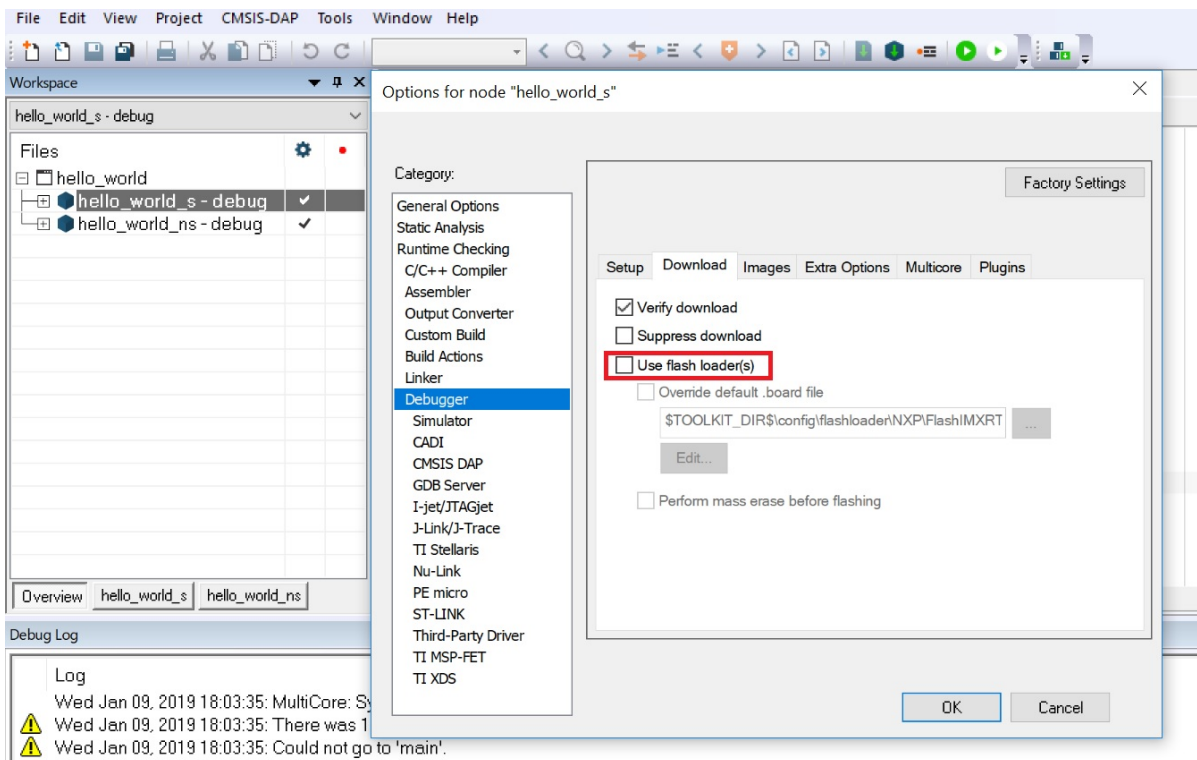 File Edit View Project CMSIS-DAP Tools Window Help
Workspace
hello_world_s - debug
Files
hello_world
hello_world_s - debug
hello_world_ns - debug
Overview hello_world_s hello_world_ns
Options for node "hello_world_s"
Category:
General Options
Static Analysis
Runtime Checking
C/C++ Compiler
Assembler
Output Converter
Custom Build
Build Actions
Linker
Debugger
Simulator
CADI
CMSIS DAP
GDB Server
I-jet/JTAGjet
J-Link/J-Trace
TI Stellaris
Nu-Link
PE micro
ST-LINK
Third-Party Driver
TI MSP-FET
TI XDS
Factory Settings
Setup Download Images Extra Options Multicore Plugins
Verify download
Suppress download
Use flash loader(s)
Override default .board file
$TOOLKIT_DIR$\config\flashloader\NXP\FlashIMXRT ...
Edit...
Perform mass erase before flashing
OK Cancel
Debug Log
Log
Wed Jan 09, 2019 18:03:35: MultiCore: Sy
Wed Jan 09, 2019 18:03:35: There was 1
Wed Jan 09, 2019 18:03:35: Could not go to 'main'.